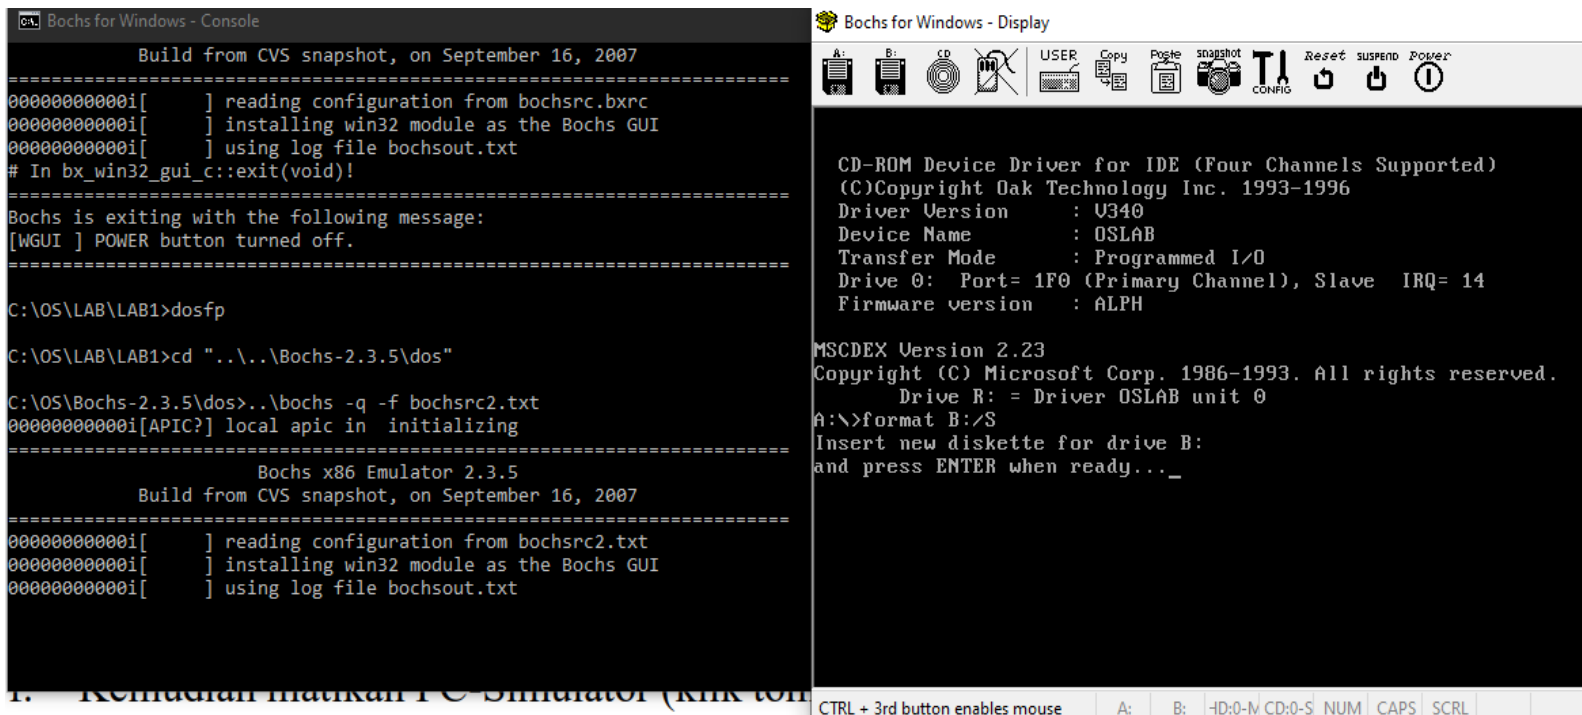 Bochs for Windows - Console
Build from CVS snapshot, on September 16, 2007
========================================================================
00000000000i[     ] reading configuration from bochsrc.bxrc
00000000000i[     ] installing win32 module as the Bochs GUI
00000000000i[     ] using log file bochsout.txt
# In bx_win32_gui_c::exit(void)!
========================================================================
Bochs is exiting with the following message:
[WGUI ] POWER button turned off.
========================================================================
C:\OS\LAB\LAB1>dosfp
C:\OS\LAB\LAB1>cd "..\..\Bochs-2.3.5\dos"
C:\OS\Bochs-2.3.5\dos>..\bochs -q -f bochsrc2.txt
00000000000i[APIC?] local apic in  initializing
========================================================================
Bochs x86 Emulator 2.3.5
Build from CVS snapshot, on September 16, 2007
========================================================================
00000000000i[     ] reading configuration from bochsrc2.txt
00000000000i[     ] installing win32 module as the Bochs GUI
00000000000i[     ] using log file bochsout.txt
Kemudian matikan PC-Simulator (klik tom
Bochs for Windows - Display
A: B: CD USER Copy Paste snapshot CONFIG Reset SUSPEND Power
CD-ROM Device Driver for IDE (Four Channels Supported)
(C)Copyright Oak Technology Inc. 1993-1996
Driver Version     : V340
Device Name        : OSLAB
Transfer Mode      : Programmed I/O
Drive 0:  Port= 1F0 (Primary Channel), Slave  IRQ= 14
Firmware version   : ALPH
MSCDEX Version 2.23
Copyright (C) Microsoft Corp. 1986-1993. All rights reserved.
Drive R: = Driver OSLAB unit 0
A:\>format B:/S
Insert new diskette for drive B:
and press ENTER when ready..._
CTRL + 3rd button enables mouse A: B: HD:0-M CD:0-S NUM CAPS SCRL